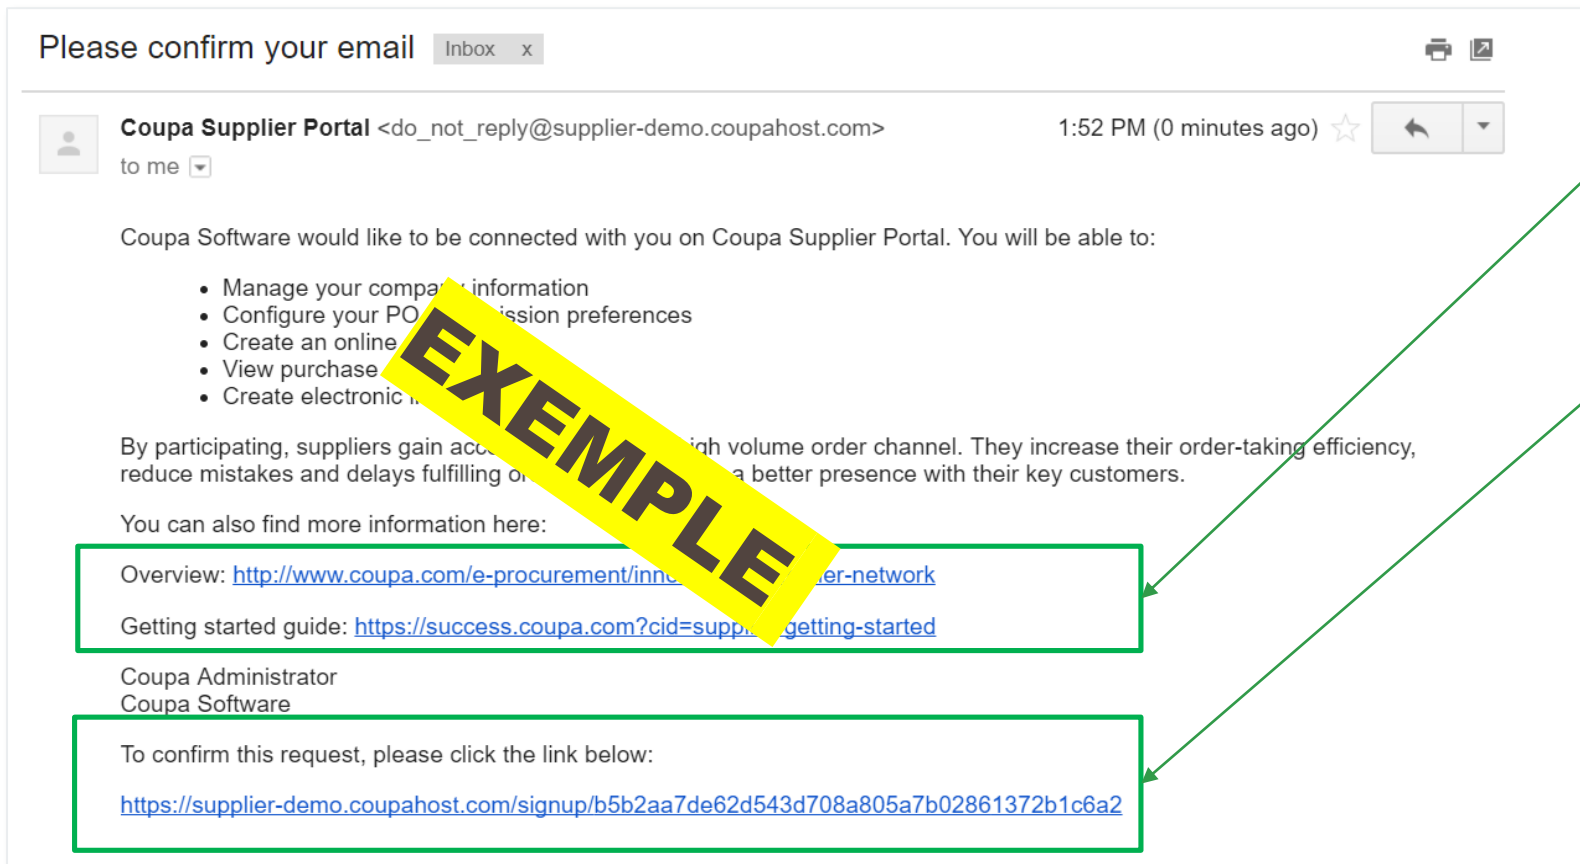 Please confirm your email Inbox x
Coupa Supplier Portal <do_not_reply@supplier-demo.coupahost.com> 1:52 PM (0 minutes ago)
to me
Coupa Software would like to be connected with you on Coupa Supplier Portal. You will be able to:
• Manage your company information
• Configure your PO preferences
• Create an online
• View purchase
• Create electronic
By participating, suppliers gain volume order channel. They increase their order-taking efficiency,
reduce mistakes and delays fulfilling a better presence with their key customers.
You can also find more information here:
Overview: http://www.coupa.com/e-procurement/inn er-network
Getting started guide: https://success.coupa.com?cid=suppl getting-started
Coupa Administrator
Coupa Software
To confirm this request, please click the link below:
https://supplier-demo.coupahost.com/signup/b5b2aa7de62d543d708a805a7b02861372b1c6a2
EXEMPLE